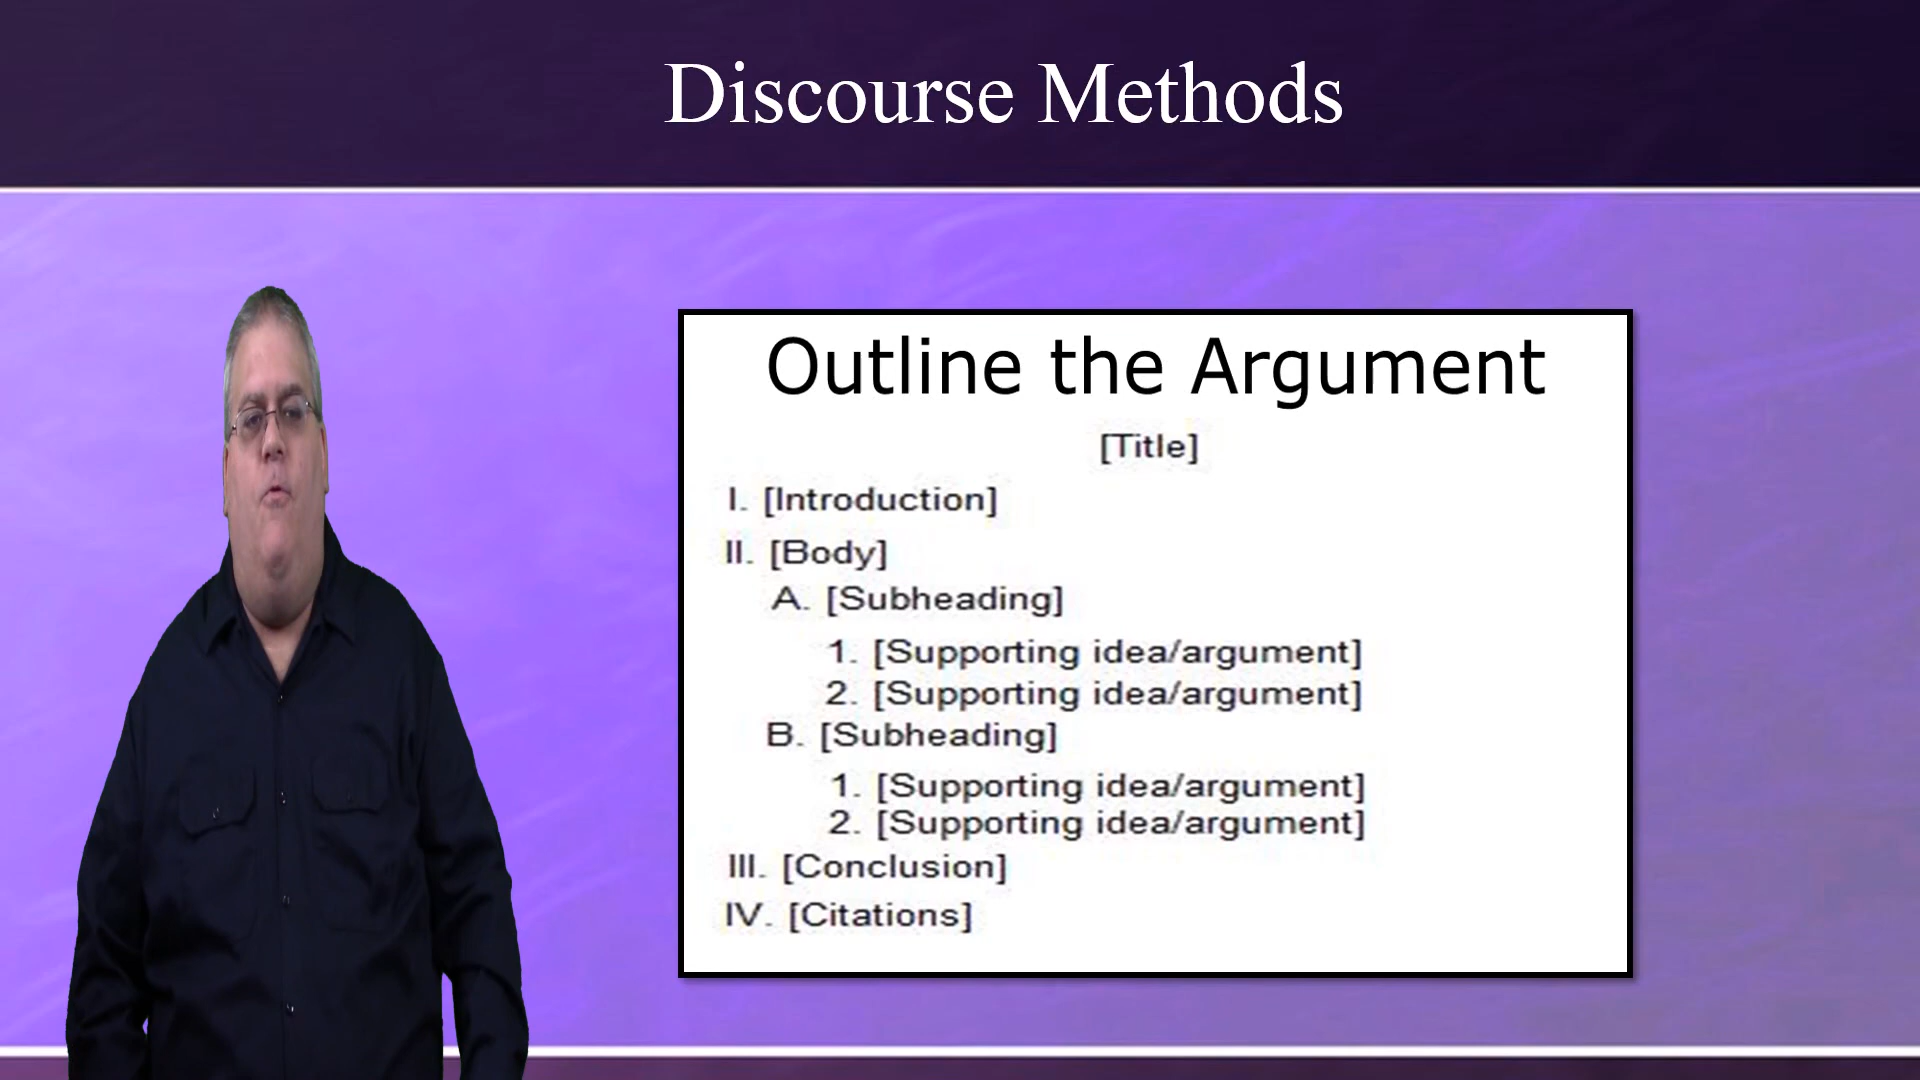 Discourse Methods
Outline the Argument
[Title]
I. [Introduction]
II. [Body]
A. [Subheading]
1. [Supporting idea/argument]
2. [Supporting idea/argument]
B. [Subheading]
1. [Supporting idea/argument]
2. [Supporting idea/argument]
III. [Conclusion]
IV. [Citations]